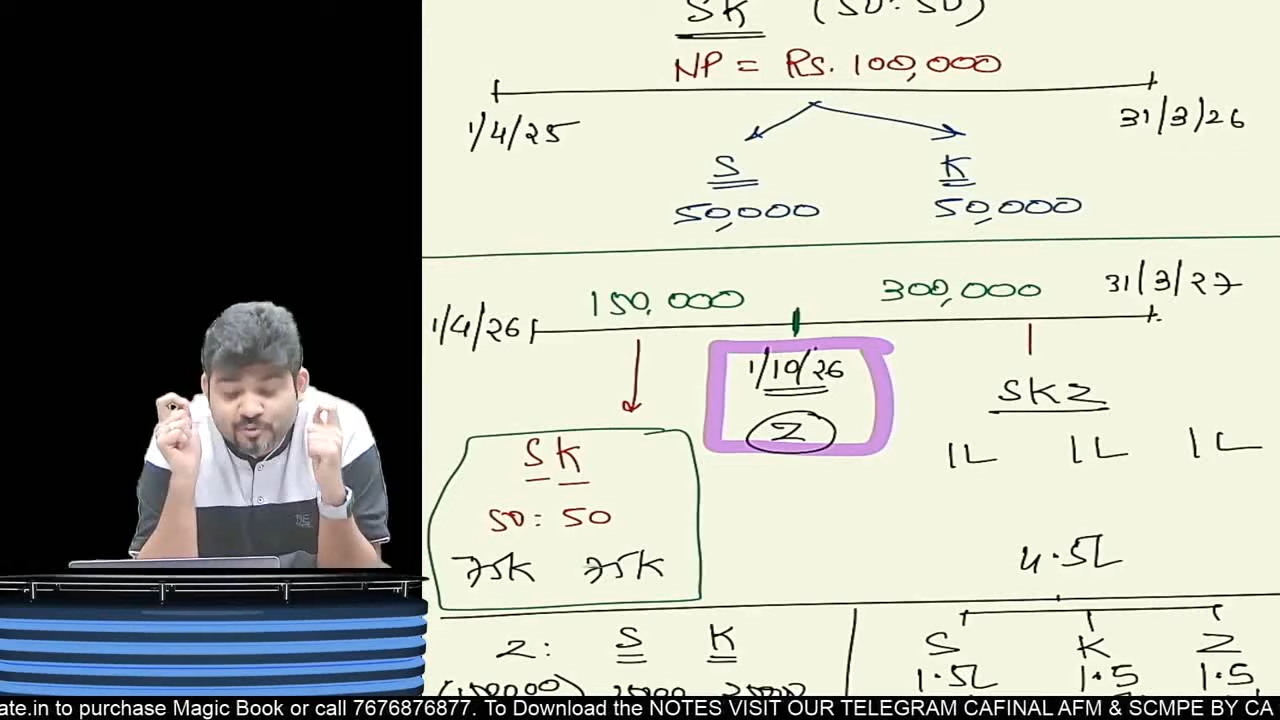 SK (50:50)
NP = Rs. 100,000
1/4/25 31/3/26
S K
50,000 50,000
150,000 300,000 31/3/27
1/4/26
1/10/26
Z
SKZ
1L 1L 1L
SK
50:50
75K 75K
4.5L
Z: S K
S K Z
1.5L 1.5 1.5
ate.in to purchase Magic Book or call 7676876877. To Download the NOTES VISIT OUR TELEGRAM CAFINAL AFM & SCMPE BY CA